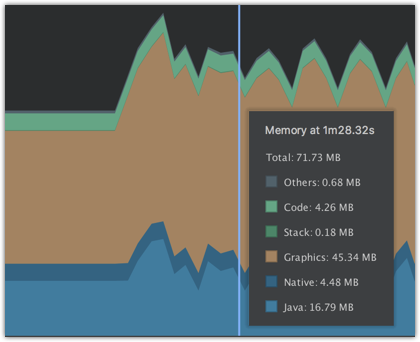 Memory at 1m28.32s
Total: 71.73 MB
Others: 0.68 MB
Code: 4.26 MB
Stack: 0.18 MB
Graphics: 45.34 MB
Native: 4.48 MB
Java: 16.79 MB